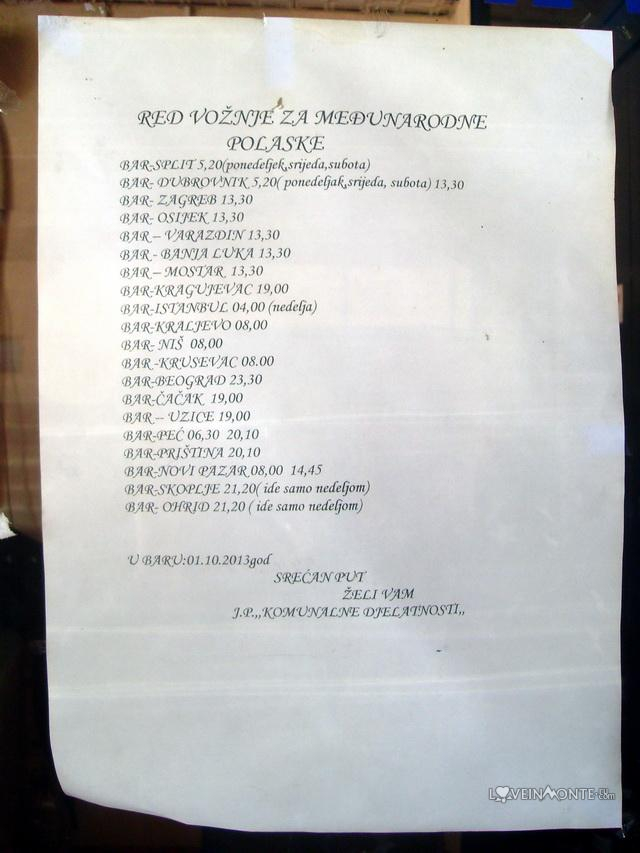 RED VOŽNJE ZA MEĐUNARODNE
POLASKE
BAR-SPLIT 5,20(ponedeljek,srijeda,subota)
BAR- DUBROVNIK 5,20( ponedeljak,srijeda, subota) 13,30
BAR- ZAGREB 13,30
BAR- OSIJEK 13,30
BAR – VARAZDIN 13,30
BAR - BANJA LUKA 13,30
BAR – MOSTAR 13,30
BAR-KRAGUJEVAC 19,00
BAR-ISTANBUL 04,00 (nedelja)
BAR-KRALJEVO 08,00
BAR- NIŠ 08,00
BAR -KRUSEVAC 08.00
BAR-BEOGRAD 23,30
BAR-ČAČAK 19,00
BAR – UZICE 19,00
BAR-PEĆ 06,30 20,10
BAR-PRIŠTINA 20,10
BAR-NOVI PAZAR 08,00 14,45
BAR-SKOPLJE 21,20( ide samo nedeljom)
BAR- OHRID 21,20 ( ide samo nedeljom)
U BARU:01.10.2013god
SREĆAN PUT
ŽELI VAM
J.P.,,KOMUNALNE DJELATNOSTI,,
LOVEINMONTE